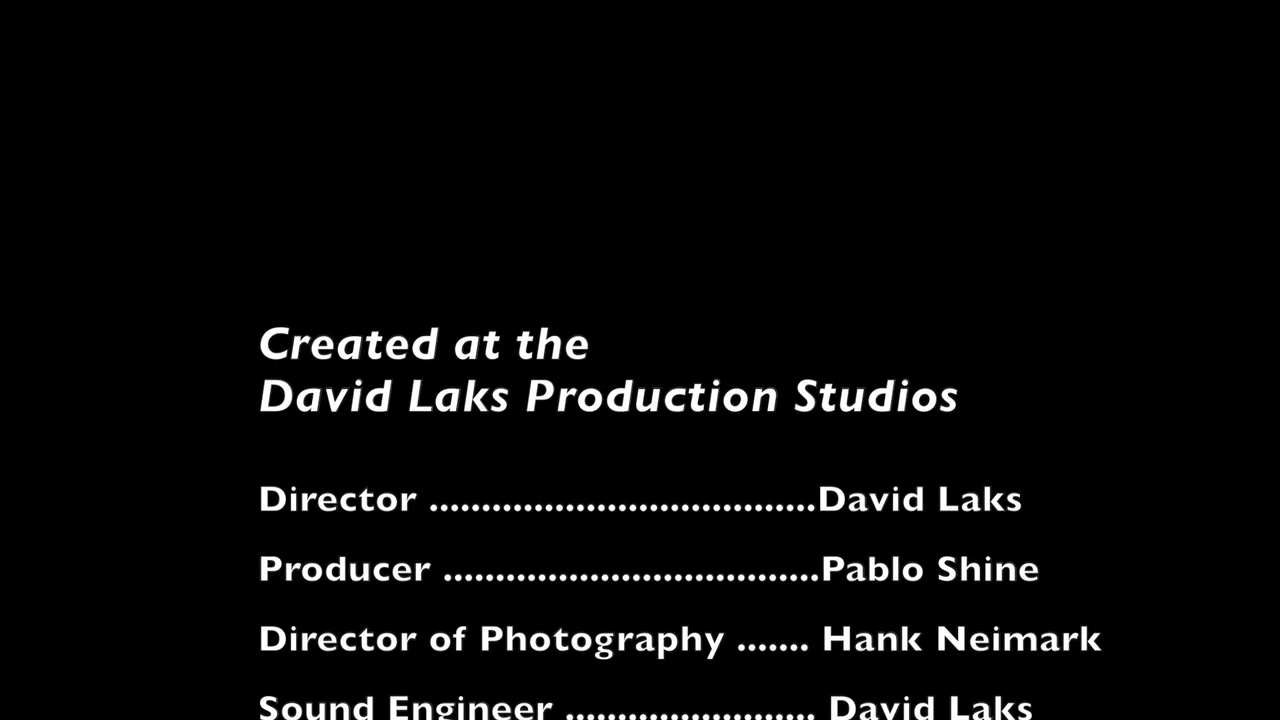 Created at the
David Laks Production Studios
Director .....................................David Laks
Producer ....................................Pablo Shine
Director of Photography ....... Hank Neimark
Sound Engineer ........................ David Laks